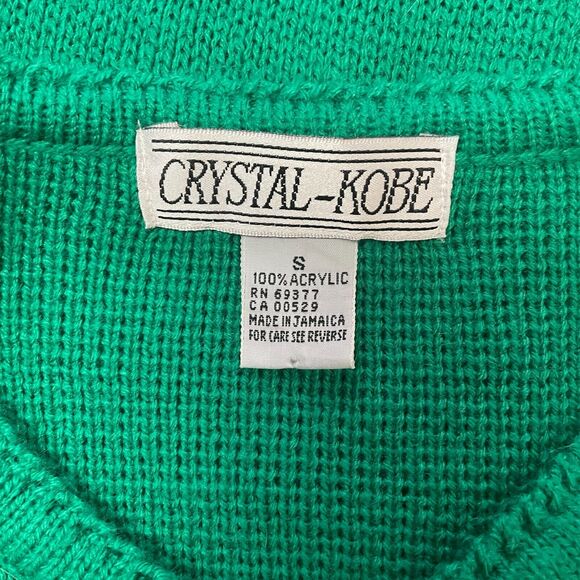 CRYSTAL-KOBE
S
100% ACRYLIC
RN 69377
CA 00529
MADE IN JAMAICA
FOR CARE SEE REVERSE